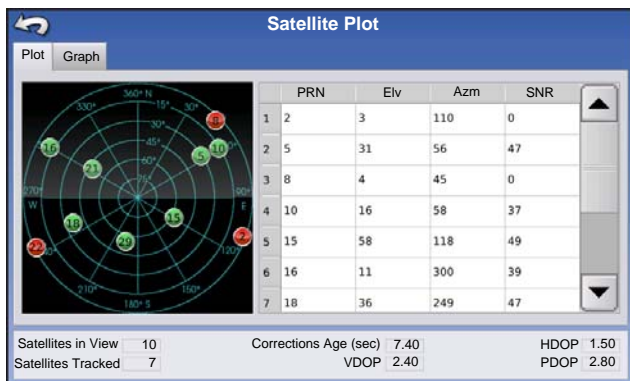 Satellite Plot
Plot Graph
360° N
330° 15° 30°
30°
45°
60°
75°
270° 90°
W E
120°
210° 150°
180° S
8
16 5 10
21
18 15
22 29 2
PRN Elv Azm SNR
1 2 3 110 0
2 5 31 56 47
3 8 4 45 0
4 10 16 58 37
5 15 58 118 49
6 16 11 300 39
7 18 36 249 47
Satellites in View 10 Corrections Age (sec) 7.40 HDOP 1.50
Satellites Tracked 7 VDOP 2.40 PDOP 2.80